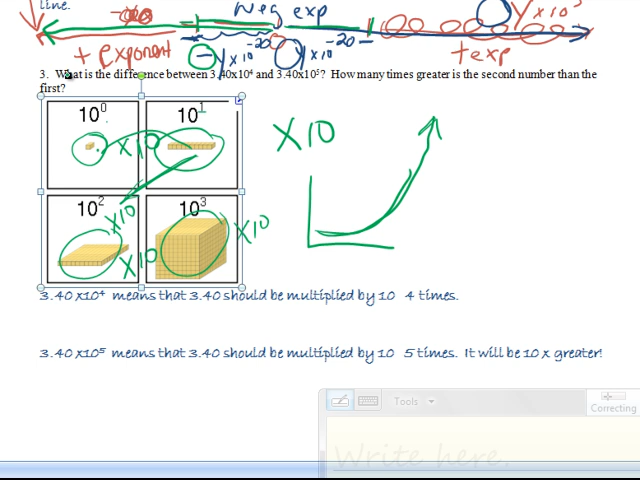 line.
Neg exp
yx10⁵
+ exponent
- yx10⁻²⁰
yx10⁻²⁰
+exp
3. What is the difference between 3.40x10⁴ and 3.40x10⁵? How many times greater is the second number than the
first?
10⁰
10¹
X10
X10
10²
10³
X10
X10
X10
3.40 x10⁴ means that 3.40 should be multiplied by 10 4 times.
3.40 x10⁵ means that 3.40 should be multiplied by 10 5 times. It will be 10 x greater!
Tools
Correcting
Write here.